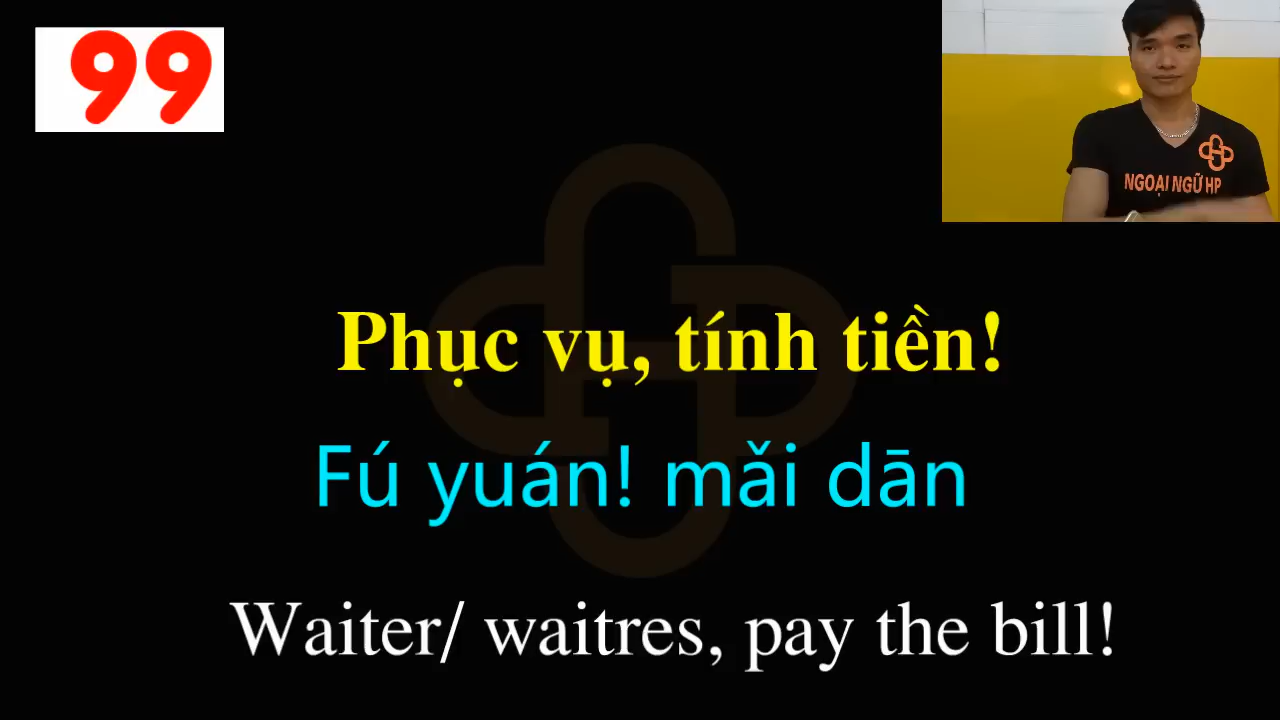 99
NGOẠI NGỮ HP
Phục vụ, tính tiền!
Fú yuán! mǎi dān
Waiter/ waitres, pay the bill!